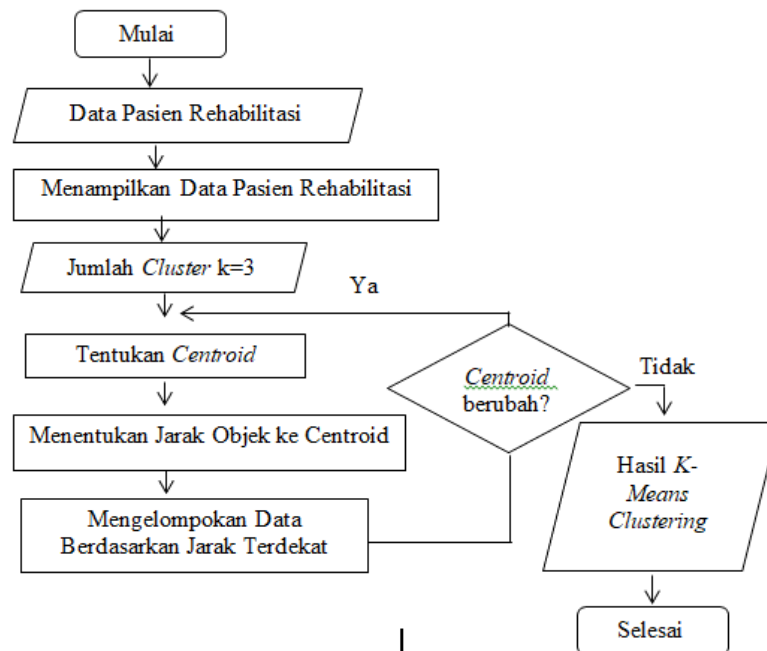 Mulai
Data Pasien Rehabilitasi
Menampilkan Data Pasien Rehabilitasi
Jumlah Cluster k=3
Ya
Tentukan Centroid
Centroid
berubah?
Tidak
Menentukan Jarak Objek ke Centroid
Mengelompokan Data
Berdasarkan Jarak Terdekat
Hasil K-
Means
Clustering
Selesai